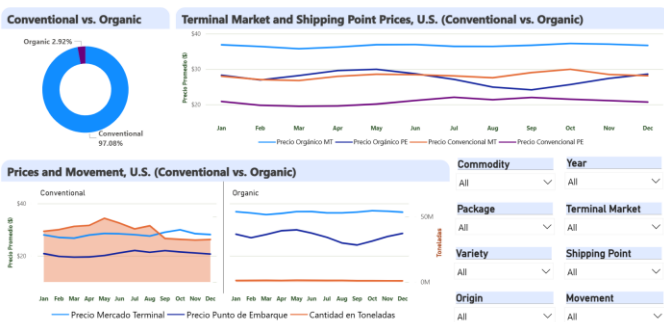 Conventional vs. Organic
Organic 2.92%
Conventional
97.08%
Terminal Market and Shipping Point Prices, U.S. (Conventional vs. Organic)
Precio Promedio ($)
$40
$30
$20
Jan Feb Mar Apr May Jun Jul Aug Sep Oct Nov Dec
Precio Orgánico MT Precio Orgánico PE Precio Convencional MT Precio Convencional PE
Prices and Movement, U.S. (Conventional vs. Organic)
Conventional Organic
Precio Promedio ($)
$40
$20
50M
0M
Toneladas
Jan Feb Mar Apr May Jun Jul Aug Sep Oct Nov Dec Jan Feb Mar Apr May Jun Jul Aug Sep Oct Nov Dec
Precio Mercado Terminal Precio Punto de Embarque Cantidad en Toneladas
Commodity Year
All All
Package Terminal Market
All All
Variety Shipping Point
All All
Origin Movement
All All